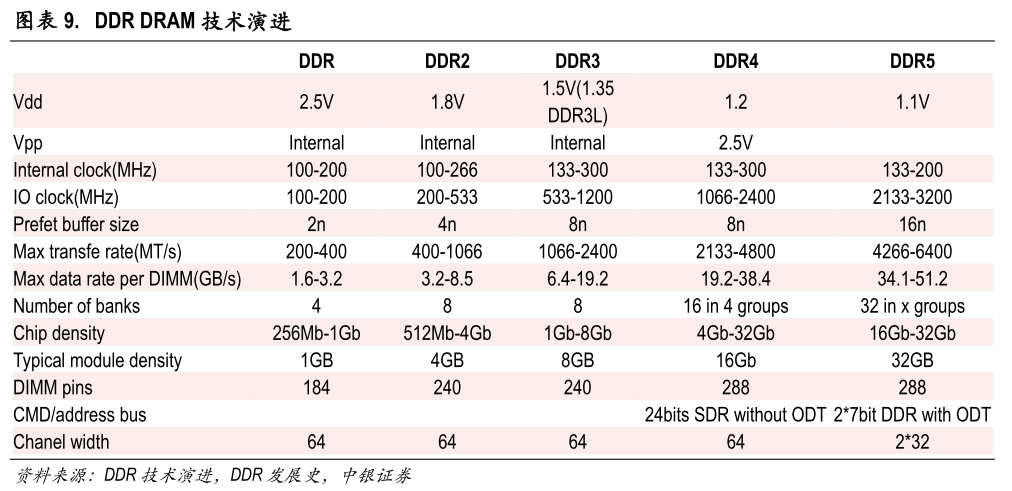 图表 9. DDR DRAM 技术演进
DDR DDR2 DDR3 DDR4 DDR5
Vdd 2.5V 1.8V 1.5V(1.35 DDR3L) 1.2 1.1V
Vpp Internal Internal Internal 2.5V
Internal clock(MHz) 100-200 100-266 133-300 133-300 133-200
IO clock(MHz) 100-200 200-533 533-1200 1066-2400 2133-3200
Prefet buffer size 2n 4n 8n 8n 16n
Max transfe rate(MT/s) 200-400 400-1066 1066-2400 2133-4800 4266-6400
Max data rate per DIMM(GB/s) 1.6-3.2 3.2-8.5 6.4-19.2 19.2-38.4 34.1-51.2
Number of banks 4 8 8 16 in 4 groups 32 in x groups
Chip density 256Mb-1Gb 512Mb-4Gb 1Gb-8Gb 4Gb-32Gb 16Gb-32Gb
Typical module density 1GB 4GB 8GB 16Gb 32GB
DIMM pins 184 240 240 288 288
CMD/address bus 24bits SDR without ODT 2*7bit DDR with ODT
Chanel width 64 64 64 64 2*32
资料来源：DDR 技术演进，DDR 发展史，中银证券